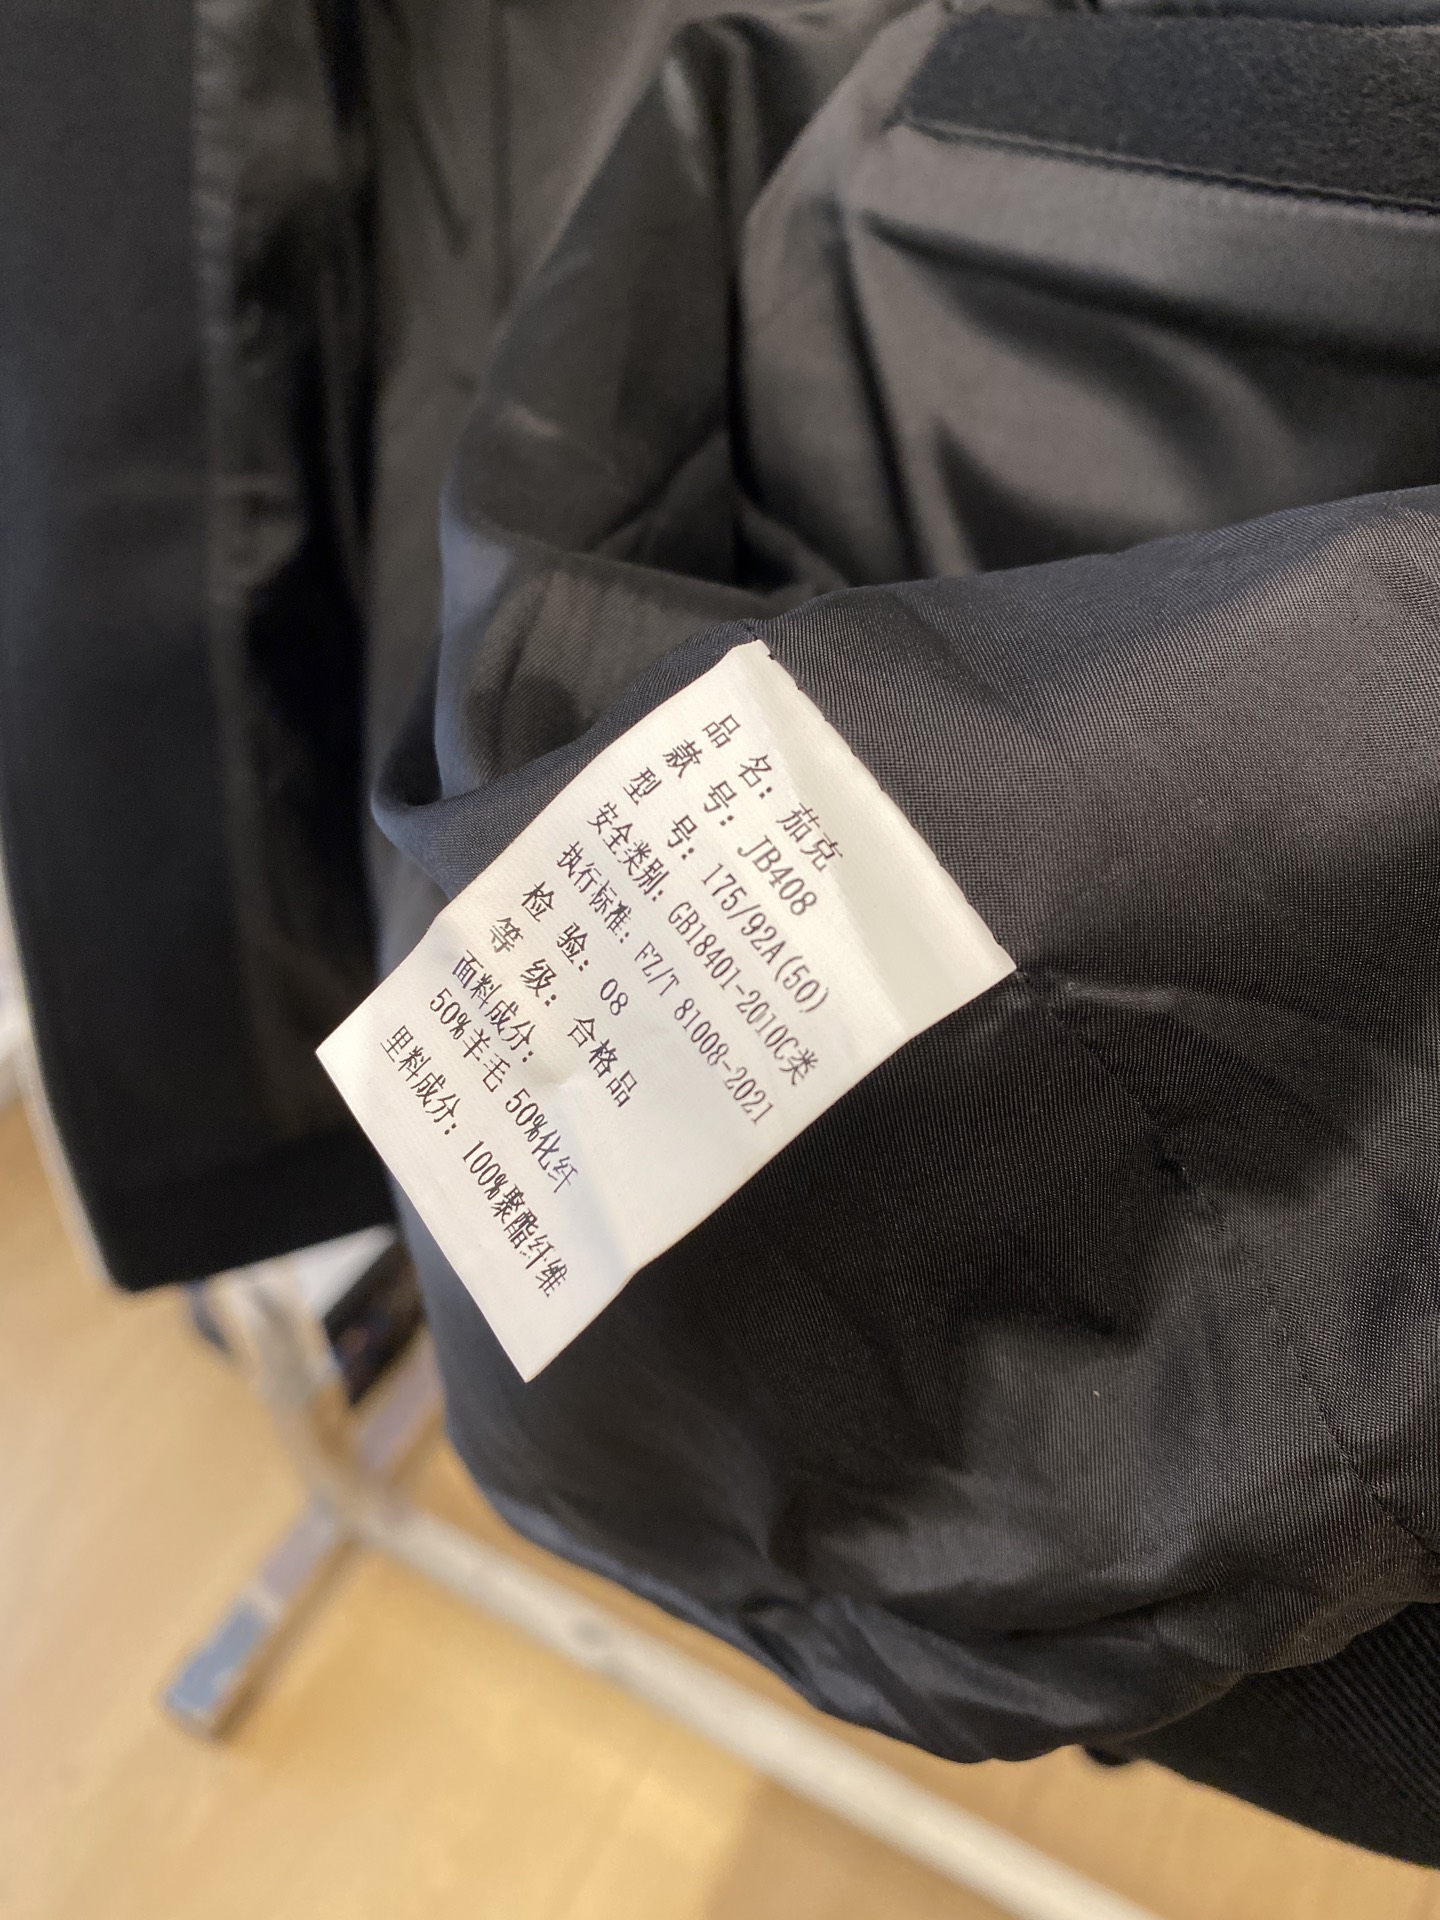 品 名：茄克
款 号：JB408
型 号：175/92A(50)
安全类别：GB18401-2010C类
执行标准：FZ/T 81008-2021
检 验：08
等 级：合格品
面料成分：
50%羊毛 50%化纤
里料成分：100%聚酯纤维